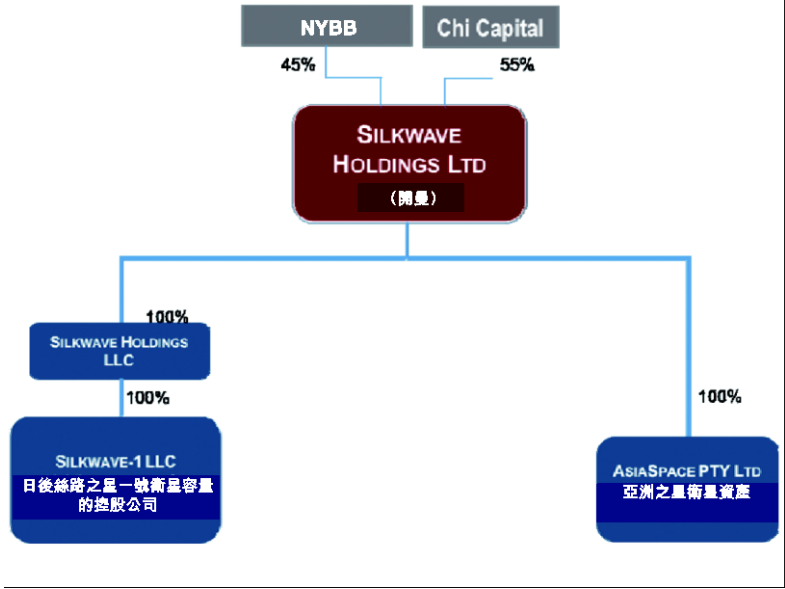 NYBB
Chi Capital
45%
55%
SILKWAVE
HOLDINGS LTD
（開曼）
100%
SILKWAVE HOLDINGS
LLC
100%
100%
SILKWAVE-1 LLC
日後絲路之星一號衛星容量
的控股公司
ASIASPACE PTY LTD
亞洲之星衛星資產